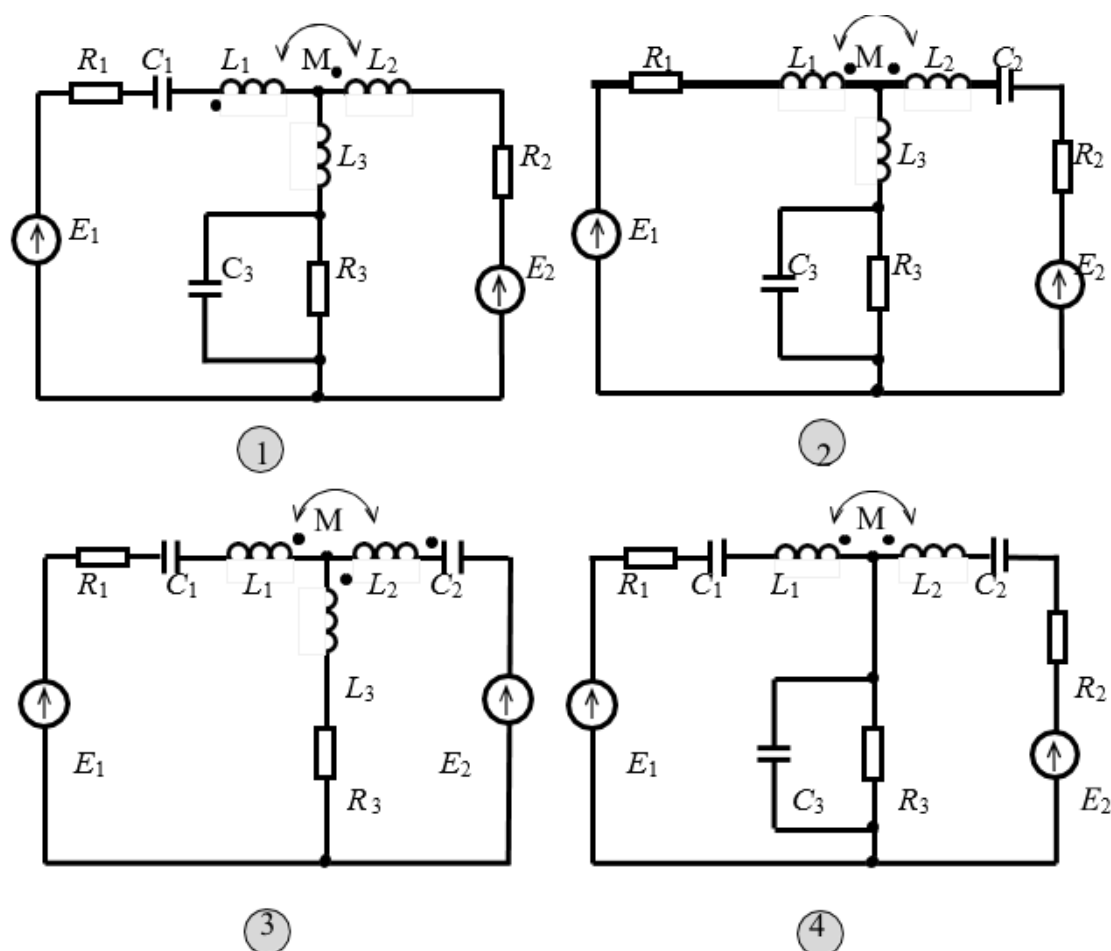 R1 C1 L1 M L2
L3
R2
E1
C3 R3 E2
1
R1 L1 M L2 C2
L3
R2
E1
C3 R3 E2
2
M
R1 C1 L1 L2 C2
L3
E1 E2
R3
3
M
R1 C1 L1 L2 C2
R2
E1
C3 R3 E2
4